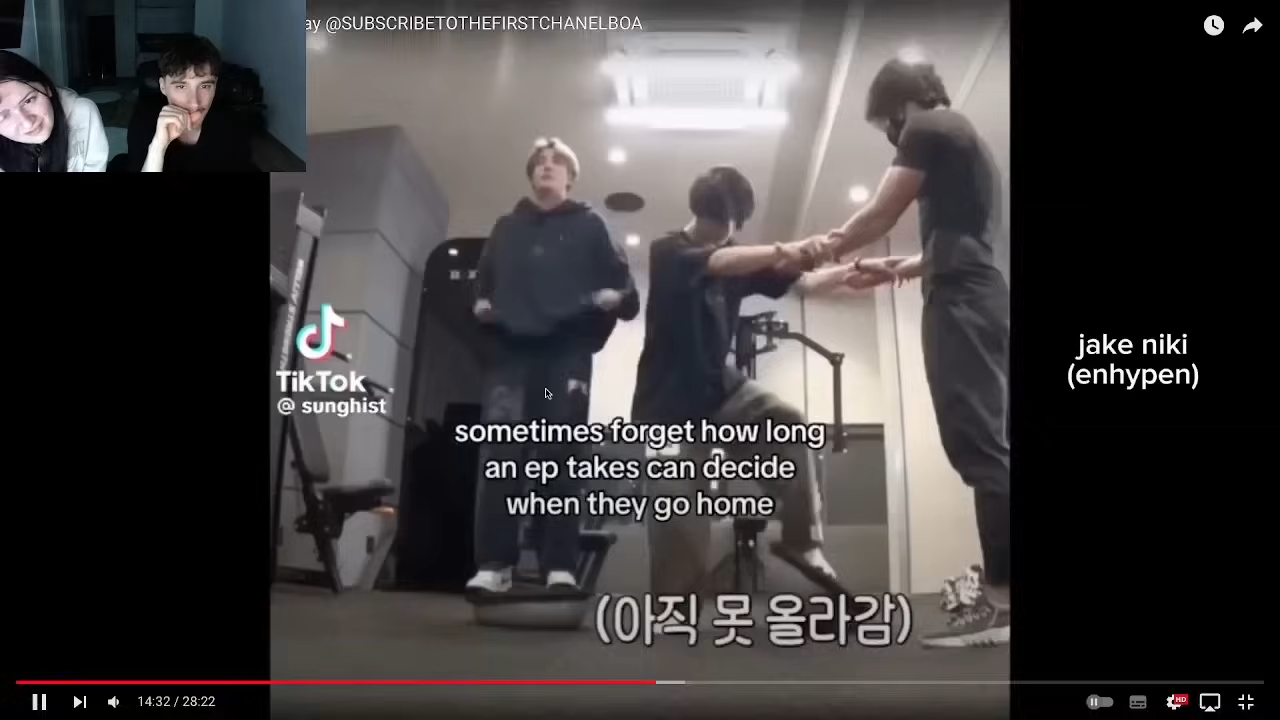 ay @SUBSCRIBETOTHEFIRSTCHANELBOA
TikTok
@ sunghist
jake niki
(enhypen)
sometimes forget how long
an ep takes can decide
when they go home
(아직 못 올라감)
14:32 / 28:22
HD